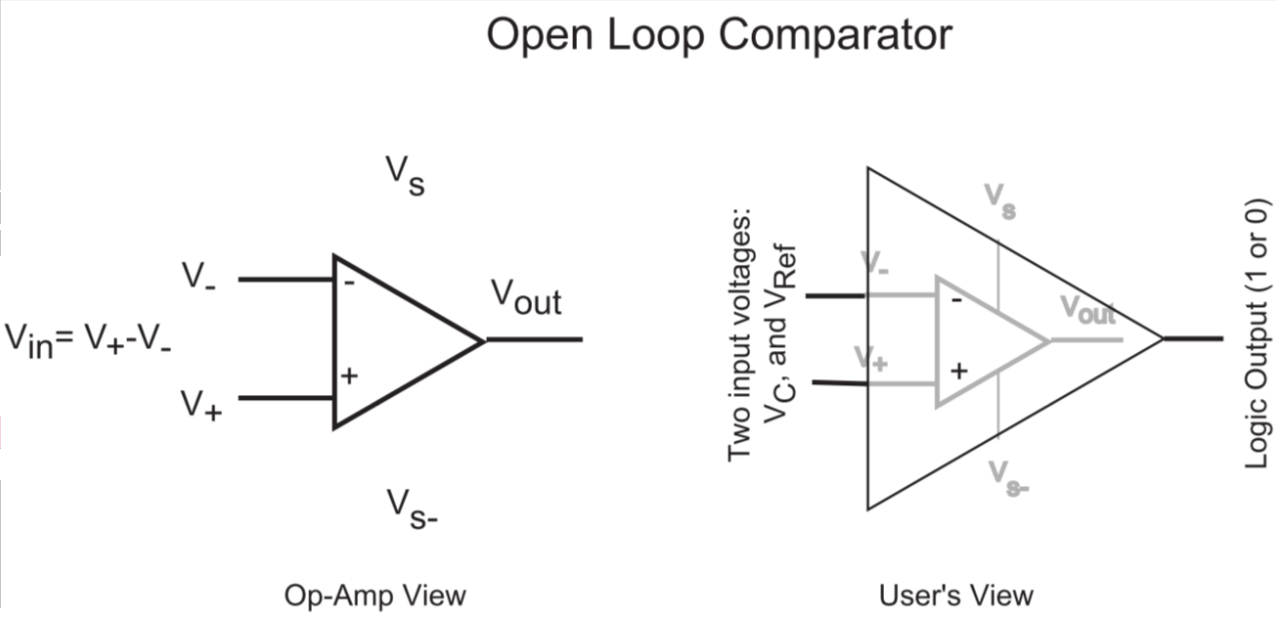 Open Loop Comparator
Vs
V-
-
Vout
Vin= V+-V-
+
V+
Vs-
Op-Amp View
Two input voltages:
VC, and VRef
Vs
V-
-
Vout
V+
+
Vs-
Logic Output (1 or 0)
User's View